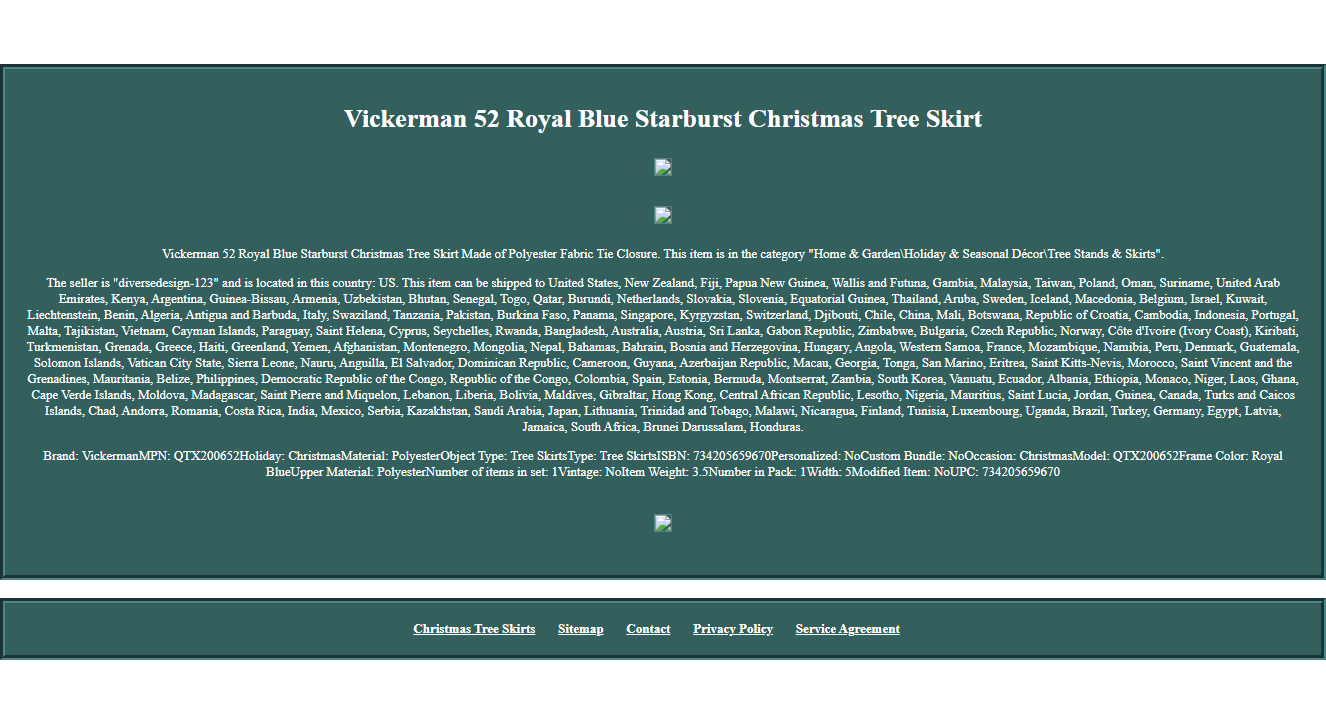 Vickerman 52 Royal Blue Starburst Christmas Tree Skirt
Vickerman 52 Royal Blue Starburst Christmas Tree Skirt Made of Polyester Fabric Tie Closure. This item is in the category "Home & Garden\Holiday & Seasonal Décor\Tree Stands & Skirts".
The seller is "diversedesign-123" and is located in this country: US. This item can be shipped to United States, New Zealand, Fiji, Papua New Guinea, Wallis and Futuna, Gambia, Malaysia, Taiwan, Poland, Oman, Suriname, United Arab
Emirates, Kenya, Argentina, Guinea-Bissau, Armenia, Uzbekistan, Bhutan, Senegal, Togo, Qatar, Burundi, Netherlands, Slovakia, Slovenia, Equatorial Guinea, Thailand, Aruba, Sweden, Iceland, Macedonia, Belgium, Israel, Kuwait,
Liechtenstein, Benin, Algeria, Antigua and Barbuda, Italy, Swaziland, Tanzania, Pakistan, Burkina Faso, Panama, Singapore, Kyrgyzstan, Switzerland, Djibouti, Chile, China, Mali, Botswana, Republic of Croatia, Cambodia, Indonesia, Portugal,
Malta, Tajikistan, Vietnam, Cayman Islands, Paraguay, Saint Helena, Cyprus, Seychelles, Rwanda, Bangladesh, Australia, Austria, Sri Lanka, Gabon Republic, Zimbabwe, Bulgaria, Czech Republic, Norway, Côte d'Ivoire (Ivory Coast), Kiribati,
Turkmenistan, Grenada, Greece, Haiti, Greenland, Yemen, Afghanistan, Montenegro, Mongolia, Nepal, Bahamas, Bahrain, Bosnia and Herzegovina, Hungary, Angola, Western Samoa, France, Mozambique, Namibia, Peru, Denmark, Guatemala,
Solomon Islands, Vatican City State, Sierra Leone, Nauru, Anguilla, El Salvador, Dominican Republic, Cameroon, Guyana, Azerbaijan Republic, Macau, Georgia, Tonga, San Marino, Eritrea, Saint Kitts-Nevis, Morocco, Saint Vincent and the
Grenadines, Mauritania, Belize, Philippines, Democratic Republic of the Congo, Republic of the Congo, Colombia, Spain, Estonia, Bermuda, Montserrat, Zambia, South Korea, Vanuatu, Ecuador, Albania, Ethiopia, Monaco, Niger, Laos, Ghana,
Cape Verde Islands, Moldova, Madagascar, Saint Pierre and Miquelon, Lebanon, Liberia, Bolivia, Maldives, Gibraltar, Hong Kong, Central African Republic, Lesotho, Nigeria, Mauritius, Saint Lucia, Jordan, Guinea, Canada, Turks and Caicos
Islands, Chad, Andorra, Romania, Costa Rica, India, Mexico, Serbia, Kazakhstan, Saudi Arabia, Japan, Lithuania, Trinidad and Tobago, Malawi, Nicaragua, Finland, Tunisia, Luxembourg, Uganda, Brazil, Turkey, Germany, Egypt, Latvia,
Jamaica, South Africa, Brunei Darussalam, Honduras.
Brand: VickermanMPN: QTX200652Holiday: ChristmasMaterial: PolyesterObject Type: Tree SkirtsType: Tree SkirtsISBN: 734205659670Personalized: NoCustom Bundle: NoOccasion: ChristmasModel: QTX200652Frame Color: Royal
BlueUpper Material: PolyesterNumber of items in set: 1Vintage: NoItem Weight: 3.5Number in Pack: 1Width: 5Modified Item: NoUPC: 734205659670
Christmas Tree Skirts Sitemap Contact Privacy Policy Service Agreement